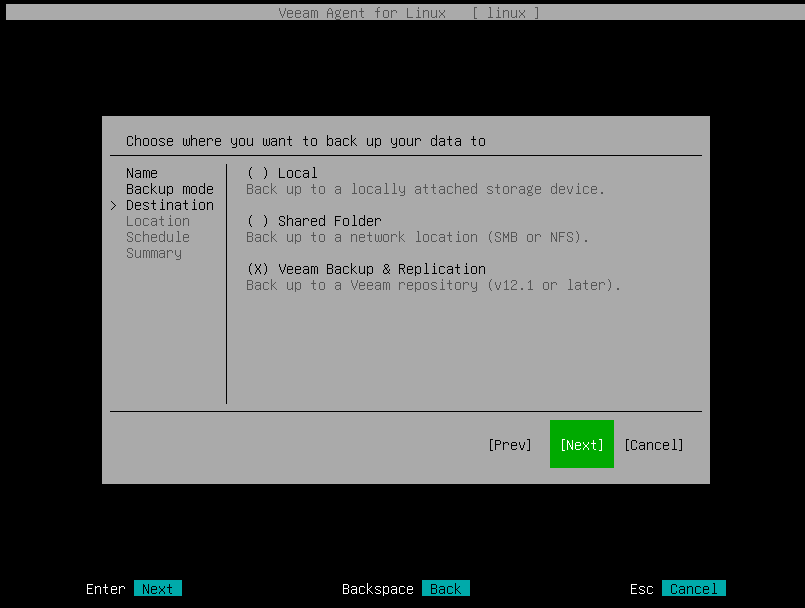 Veeam Agent for Linux [ linux ]
Choose where you want to back up your data to
Name
Backup mode
> Destination
Location
Schedule
Summary
( ) Local
Back up to a locally attached storage device.
( ) Shared Folder
Back up to a network location (SMB or NFS).
(X) Veeam Backup & Replication
Back up to a Veeam repository (v12.1 or later).
[Prev] [Next] [Cancel]
Enter Next Backspace Back Esc Cancel